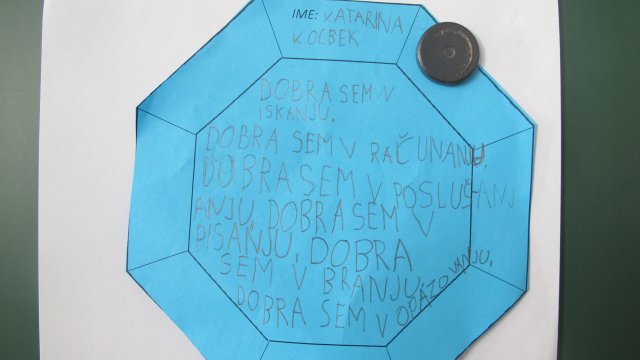 IME: KATARINA
KOCBEK
DOBRA SEM V
ISKANJU.
DOBRA SEM V RAČUNANJU.
DOBRA SEM V POSLUŠANJ
ANJU, DOBRA SEM V
PISANJU, DOBRA
SEM V BRANJU,
DOBRA SEM V OPAZOVANJU.